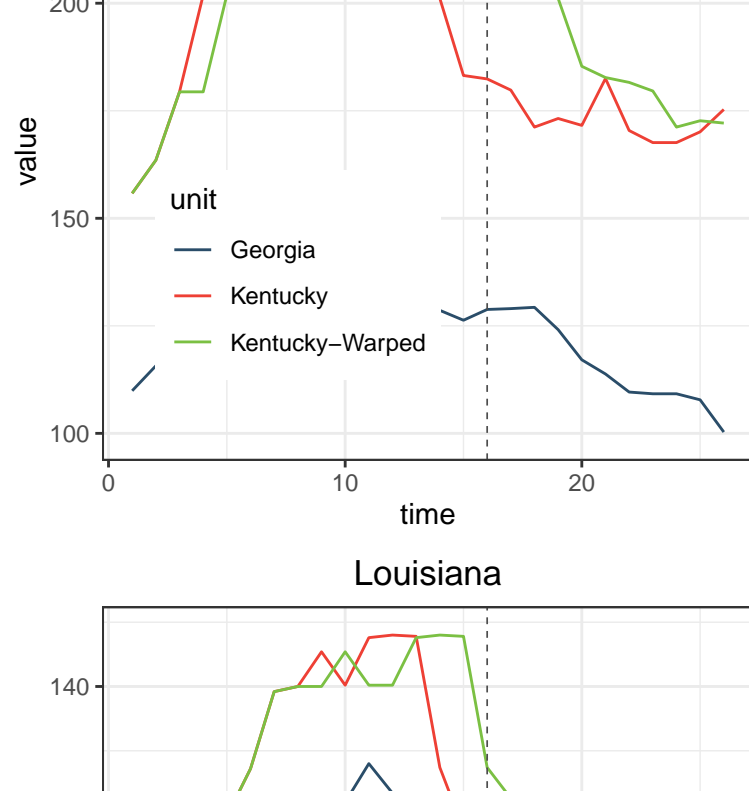 200
value
unit
150
Georgia
Kentucky
Kentucky−Warped
100
0 10 20
time
Louisiana
140